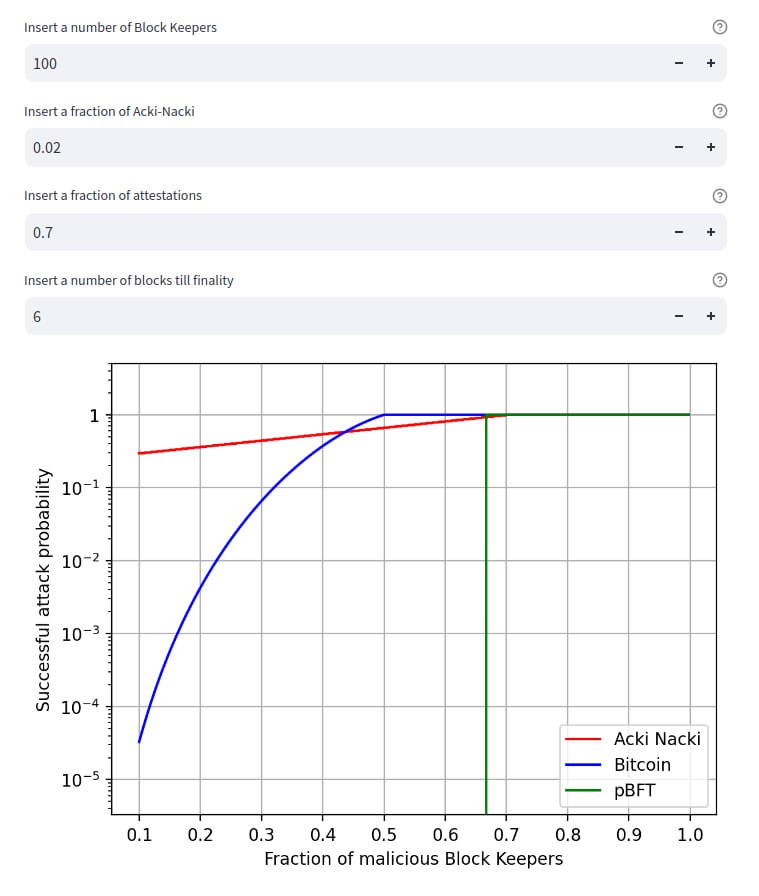 Insert a number of Block Keepers
100
Insert a fraction of Acki-Nacki
0.02
Insert a fraction of attestations
0.7
Insert a number of blocks till finality
6
1
10⁻¹
10⁻²
10⁻³
10⁻⁴
10⁻⁵
Successful attack probability
Acki Nacki
Bitcoin
pBFT
0.1 0.2 0.3 0.4 0.5 0.6 0.7 0.8 0.9 1.0
Fraction of malicious Block Keepers